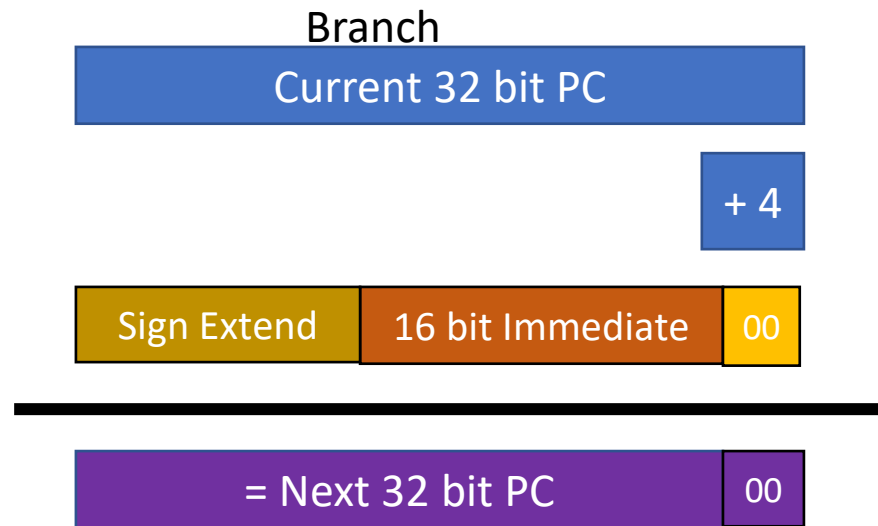 Branch
Current 32 bit PC
+ 4
Sign Extend 16 bit Immediate 00
= Next 32 bit PC 00